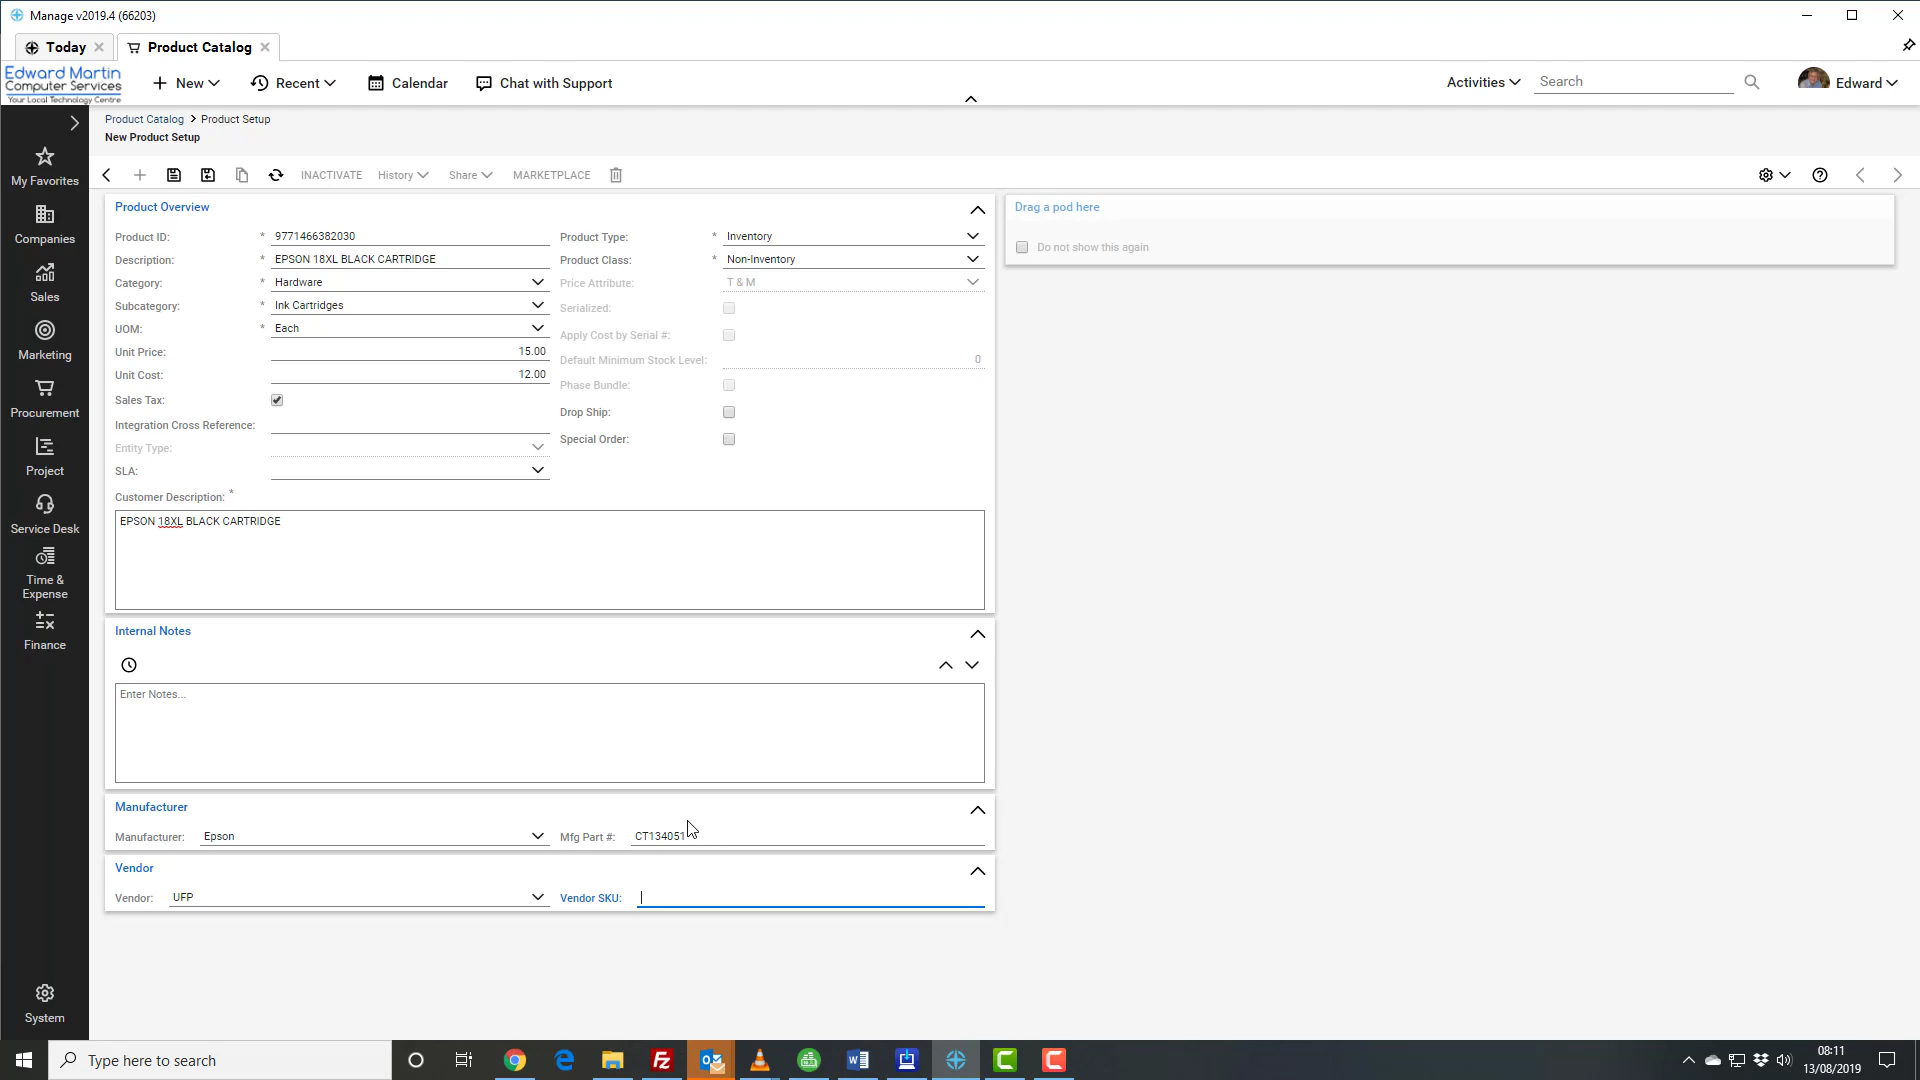 Manage v2019.4 (66203)
Today
Product Catalog
Edward Martin
Computer Services
Your Local Technology Centre
New
Recent
Calendar
Chat with Support
Activities
Search
Edward
Product Catalog > Product Setup
New Product Setup
INACTIVATE
History
Share
MARKETPLACE
My Favorites
Companies
Sales
Marketing
Procurement
Project
Service Desk
Time &
Expense
Finance
System
Product Overview
Product ID: * 9771466382030
Description: * EPSON 18XL BLACK CARTRIDGE
Category: * Hardware
Subcategory: * Ink Cartridges
UOM: * Each
Unit Price: 15.00
Unit Cost: 12.00
Sales Tax:
Integration Cross Reference:
Entity Type:
SLA:
Product Type: * Inventory
Product Class: * Non-Inventory
Price Attribute: T & M
Serialized:
Apply Cost by Serial #:
Default Minimum Stock Level: 0
Phase Bundle:
Drop Ship:
Special Order:
Customer Description: *
EPSON 18XL BLACK CARTRIDGE
Internal Notes
Enter Notes...
Manufacturer
Manufacturer: Epson
Mfg Part #: CT134051
Vendor
Vendor: UFP
Vendor SKU:
Drag a pod here
Do not show this again
Type here to search
08:11
13/08/2019